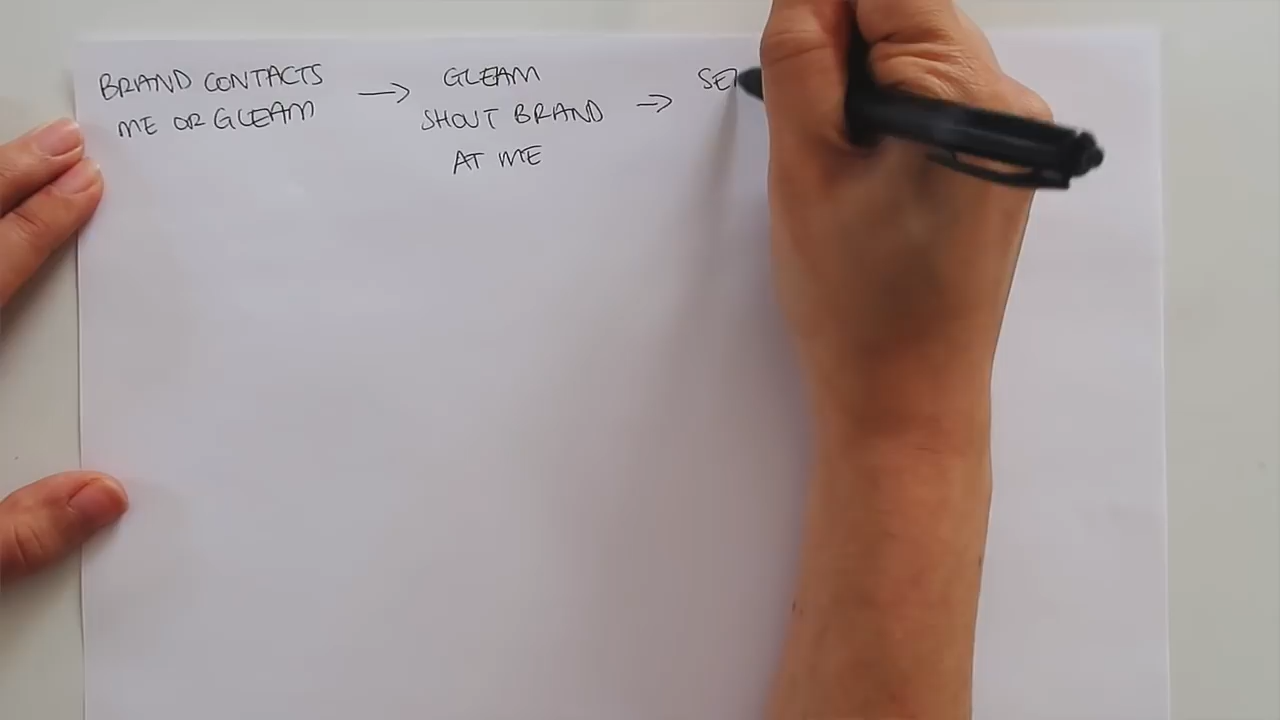 BRAND CONTACTS
ME OR GLEAM
→
GLEAM
SHOUT BRAND
AT ME
→